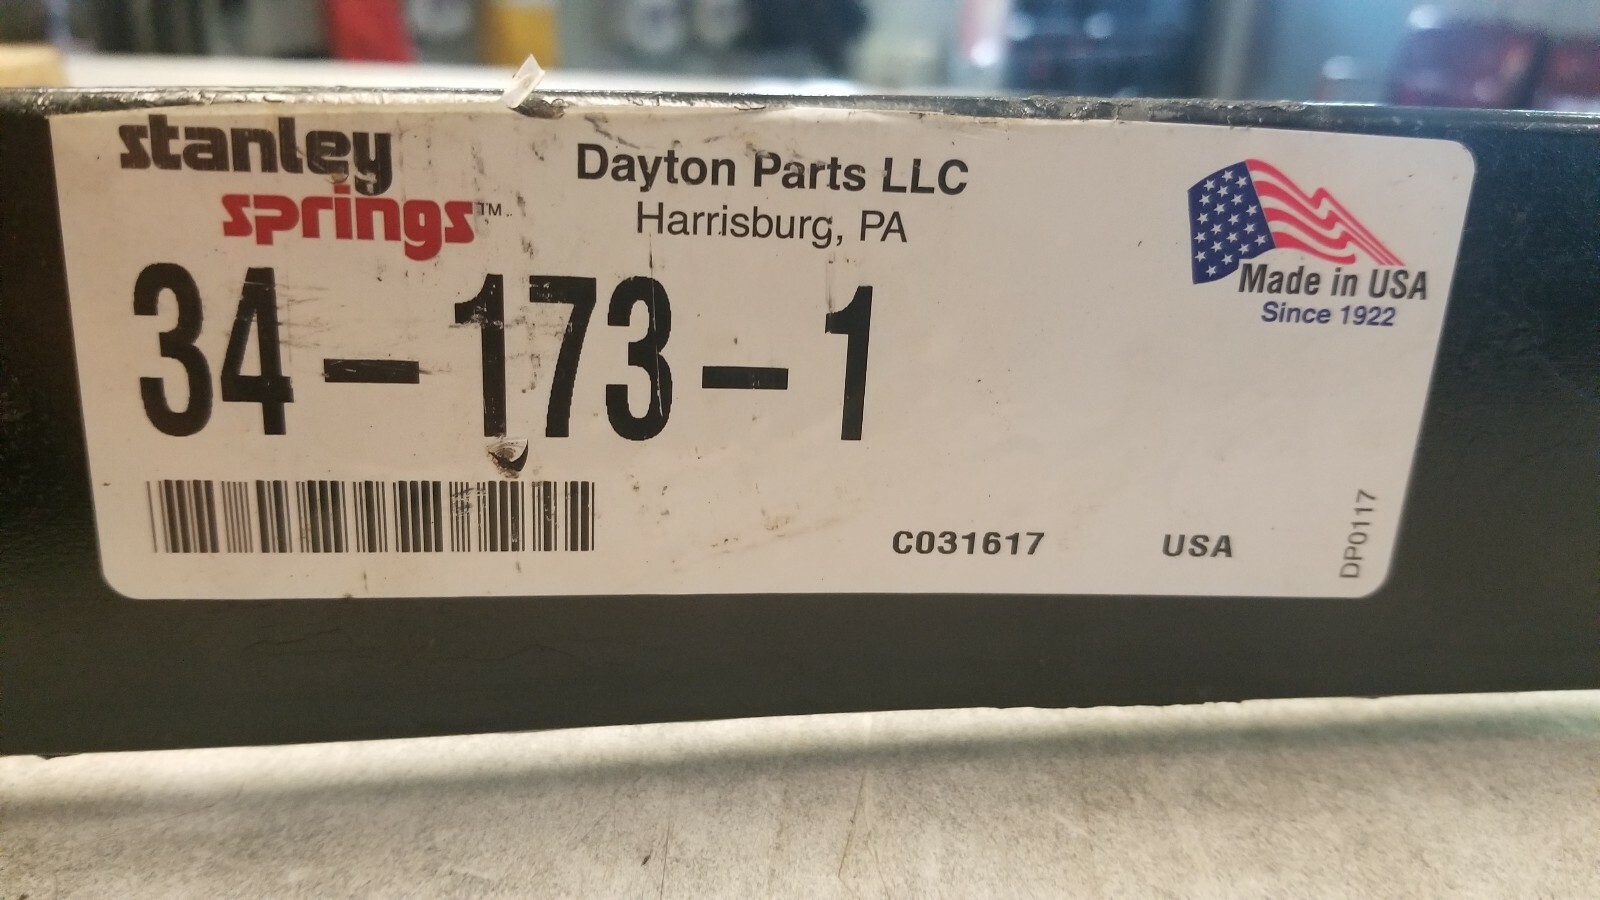 stanley
springs™
Dayton Parts LLC
Harrisburg, PA
Made in USA
Since 1922
34-173-1
C031617
USA
DP0117